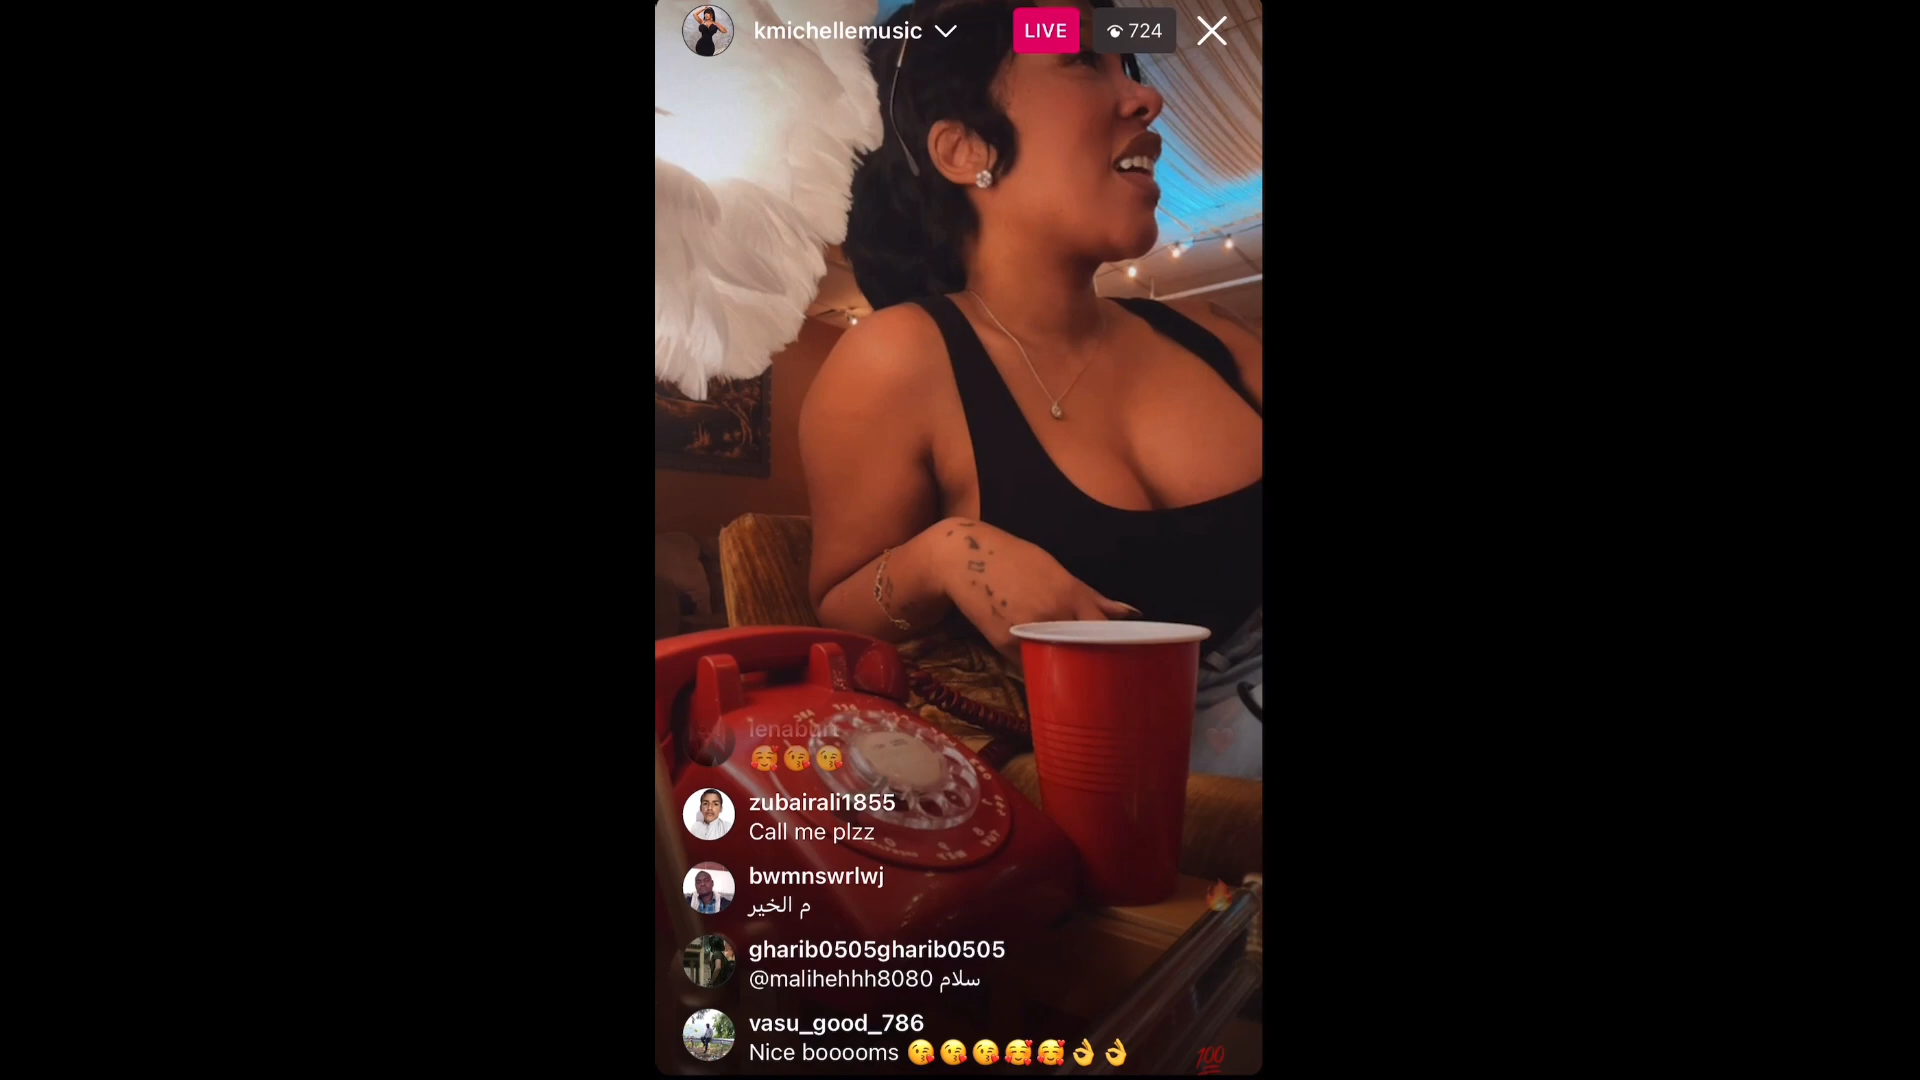 kmichellemusic
LIVE
724
🥰😘😘
zubairali1855
Call me plzz
bwmnswrlwj
م الخير
gharib0505gharib0505
@malihehhh8080 سلام
vasu_good_786
Nice booooms 😘😘😘🥰🥰👌👌
💯